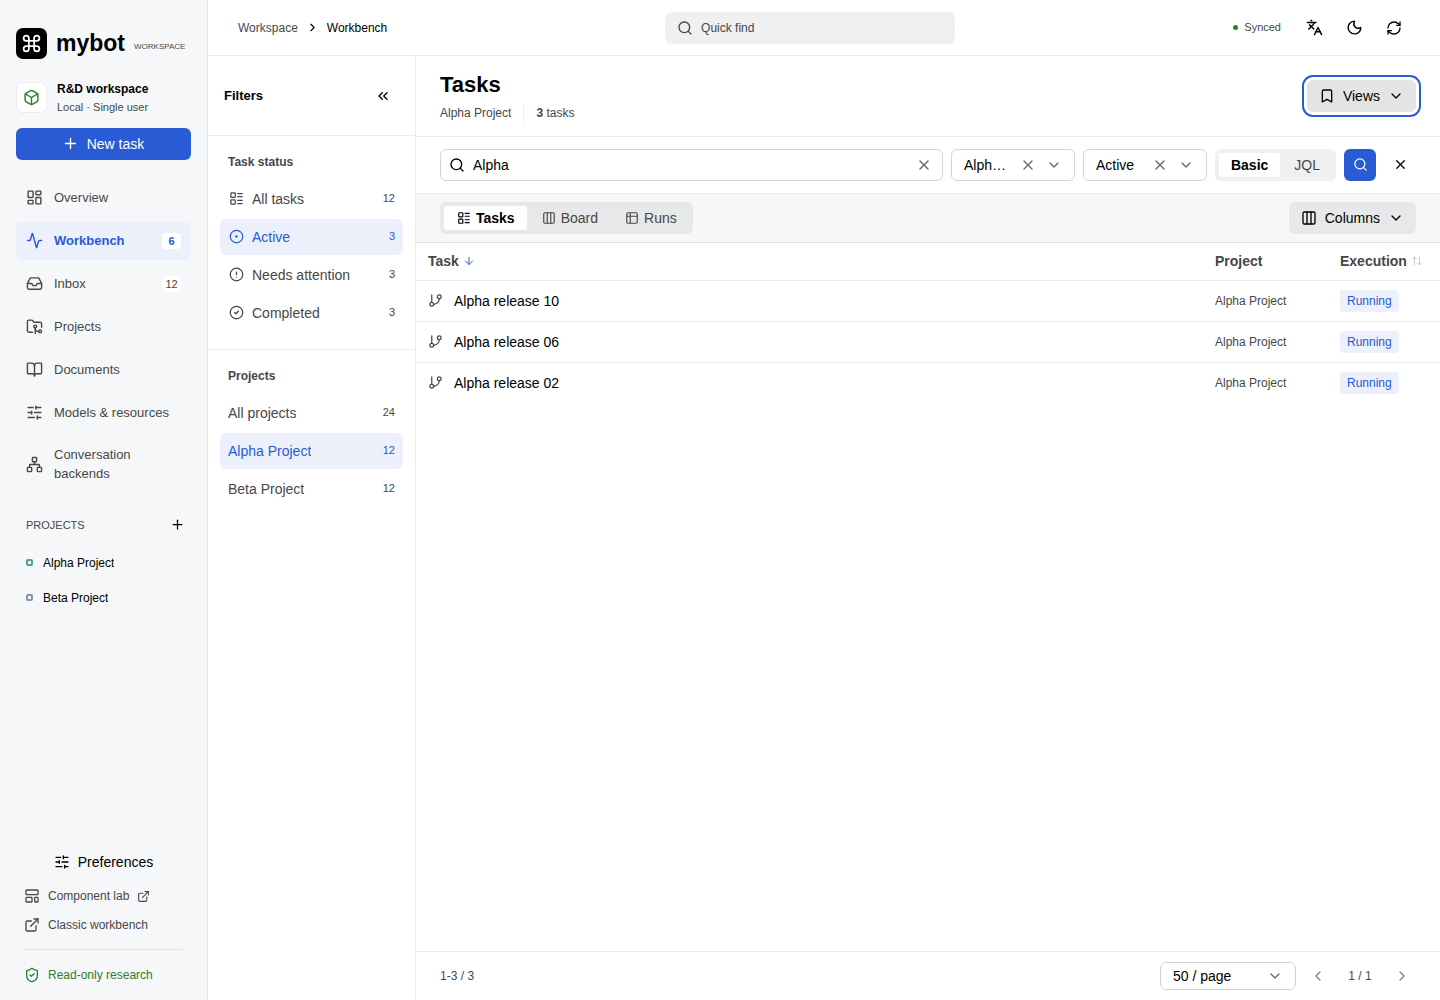 mybot WORKSPACE
R&D workspace
Local · Single user
New task
Overview
Workbench 6
Inbox 12
Projects
Documents
Models & resources
Conversation
backends
PROJECTS
Alpha Project
Beta Project
Preferences
Component lab
Classic workbench
Read-only research
Workspace Workbench
Quick find
Synced
Filters
Task status
All tasks 12
Active 3
Needs attention 3
Completed 3
Projects
All projects 24
Alpha Project 12
Beta Project 12
Tasks
Alpha Project 3 tasks
Views
Alpha Alph… Active Basic JQL
Tasks Board Runs Columns
Task Project Execution
Alpha release 10 Alpha Project Running
Alpha release 06 Alpha Project Running
Alpha release 02 Alpha Project Running
1-3 / 3 50 / page 1 / 1